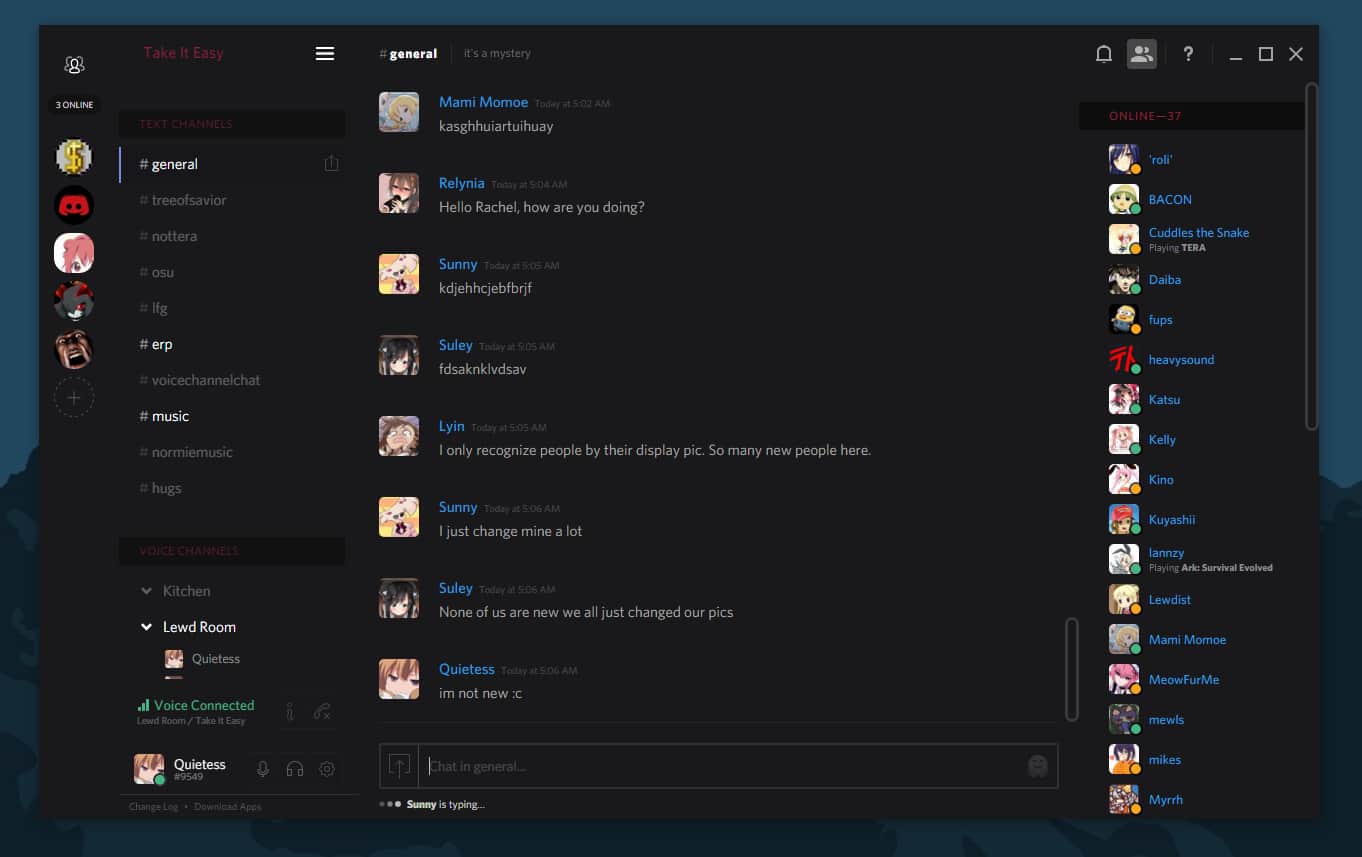 3 ONLINE
Take It Easy
TEXT CHANNELS
# general
# treeofsavior
# nottera
# osu
# lfg
# erp
# voicechannelchat
# music
# normiemusic
# hugs
VOICE CHANNELS
Kitchen
Lewd Room
Quietess
Voice Connected
Lewd Room / Take It Easy
Quietess
#9549
Change Log • Download Apps
# general it's a mystery
Mami Momoe Today at 5:02 AM
kasghhuiartuihuay
Relynia Today at 5:04 AM
Hello Rachel, how are you doing?
Sunny Today at 5:05 AM
kdjehhcjebfbrjf
Suley Today at 5:05 AM
fdsaknklvdsav
Lyin Today at 5:05 AM
I only recognize people by their display pic. So many new people here.
Sunny Today at 5:06 AM
I just change mine a lot
Suley Today at 5:06 AM
None of us are new we all just changed our pics
Quietess Today at 5:06 AM
im not new :c
Chat in general...
Sunny is typing...
?
ONLINE—37
'roli'
BACON
Cuddles the Snake
Playing TERA
Daiba
fups
heavysound
Katsu
Kelly
Kino
Kuyashii
lannzy
Playing Ark: Survival Evolved
Lewdist
Mami Momoe
MeowFurMe
mewls
mikes
Myrrh